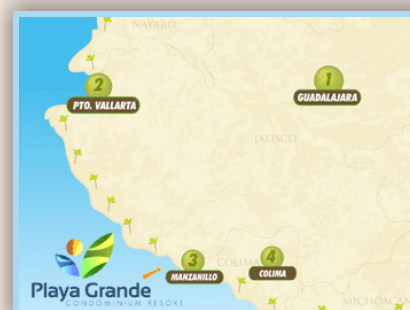 NAYARIT
2
PTO. VALLARTA
1
GUADALAJARA
JALISCO
3
MANZANILLO
COLIMA
4
COLIMA
MICHOACAN
Playa Grande
CONDOMINIUM RESORT